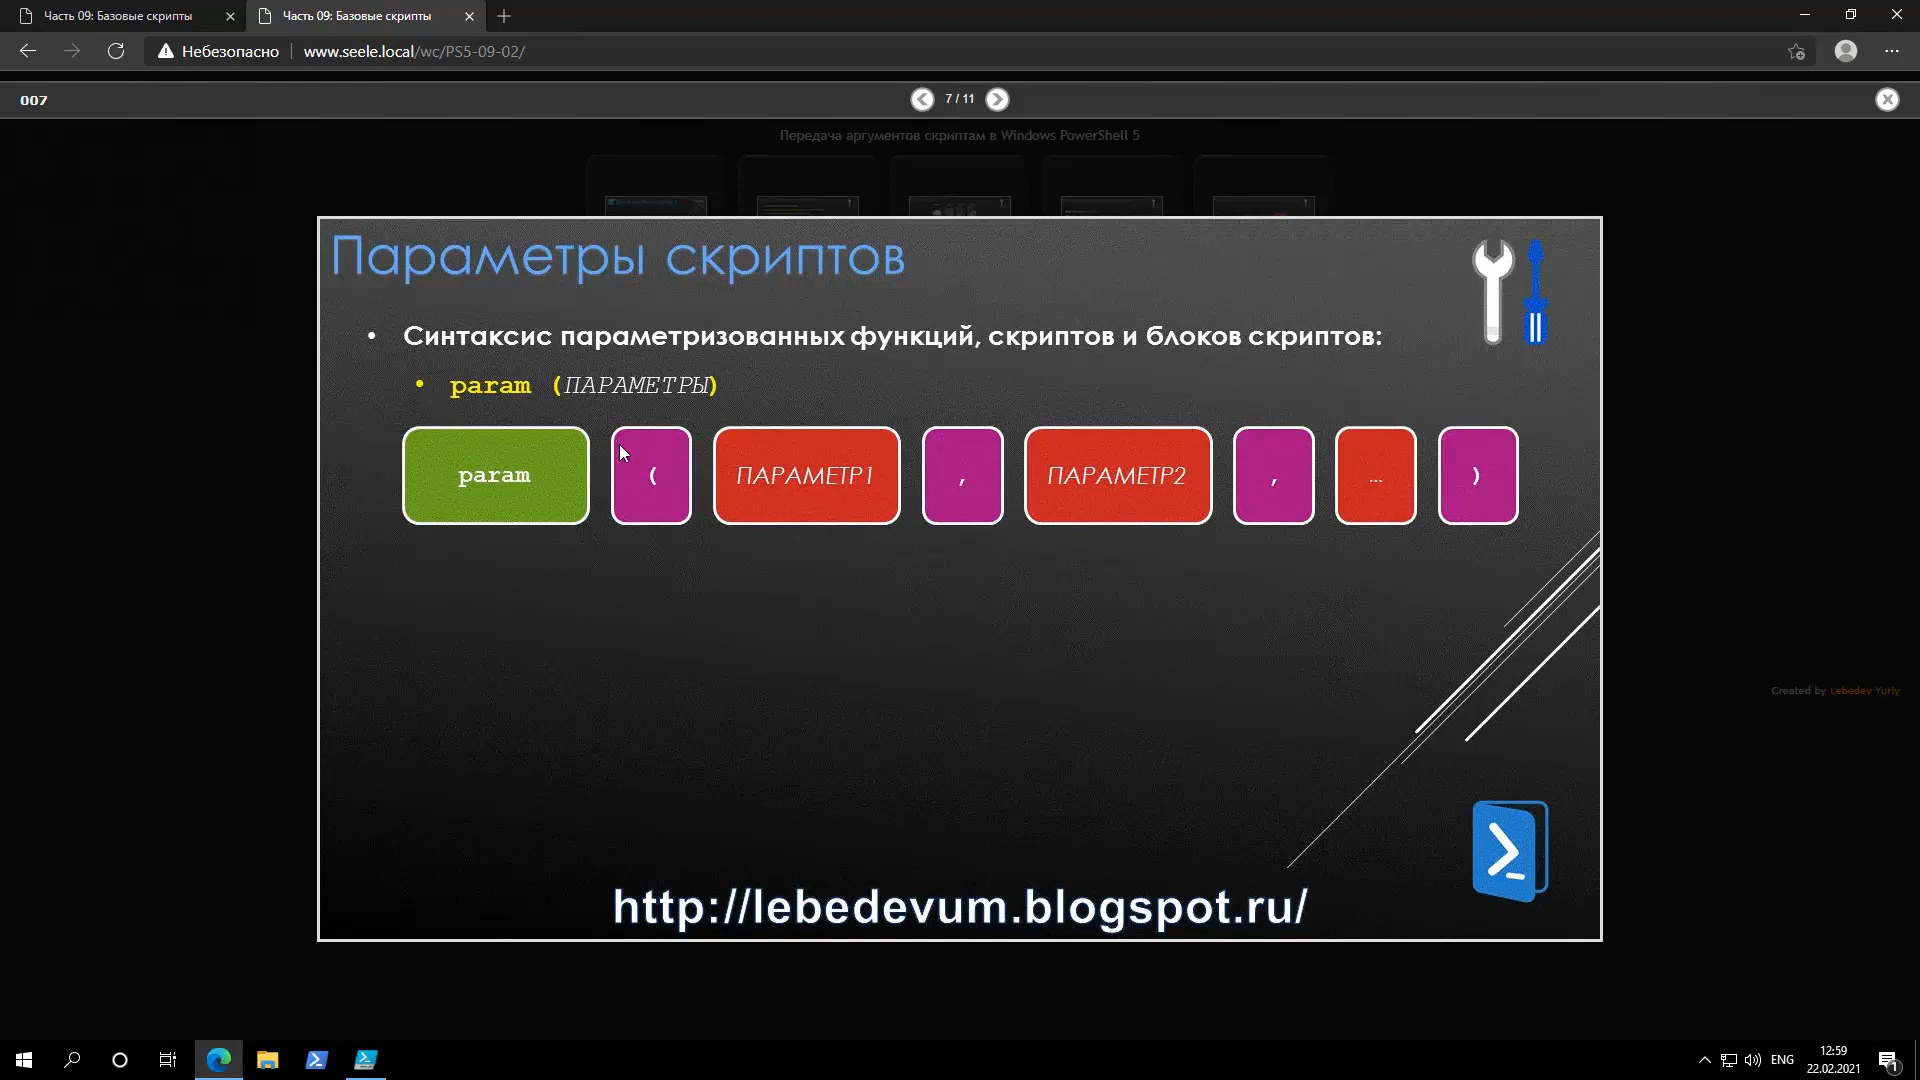 Часть 09: Базовые скрипты
Часть 09: Базовые скрипты
Небезопасно
www.seele.local/wc/PS5-09-02/
007
7 / 11
Передача аргументов скриптам в Windows PowerShell 5
Параметры скриптов
• Синтаксис параметризованных функций, скриптов и блоков скриптов:
• param (ПАРАМЕТРЫ)
param ( ПАРАМЕТР1 , ПАРАМЕТР2 , ... )
Created by Lebedev Yuriy
http://lebedevum.blogspot.ru/
ENG
12:59
22.02.2021
1